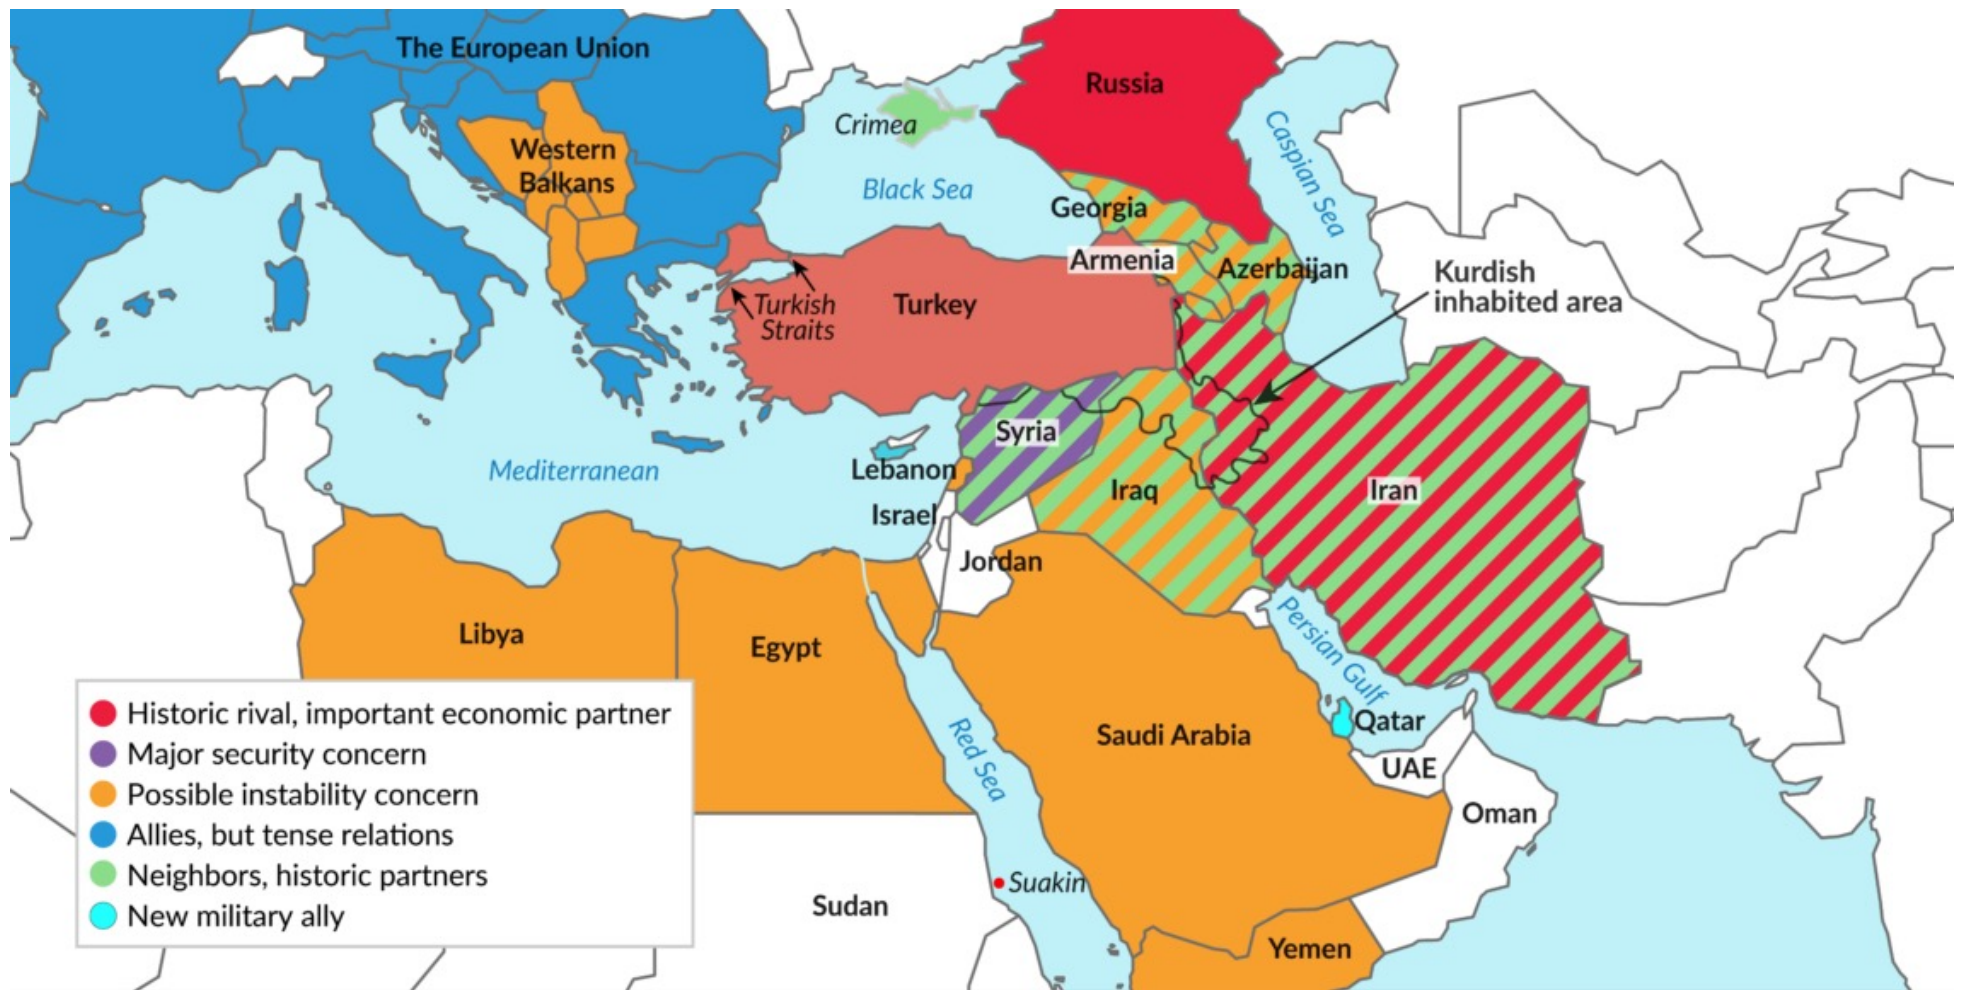 The European Union
Russia
Crimea
Caspian Sea
Western
Balkans
Black Sea
Georgia
Armenia
Azerbaijan
Kurdish
inhabited area
Turkish
Straits
Turkey
Syria
Mediterranean
Lebanon
Iraq
Iran
Israel
Jordan
Libya
Egypt
Persian Gulf
Red Sea
Saudi Arabia
Qatar
UAE
Oman
Suakin
Sudan
Yemen
Historic rival, important economic partner
Major security concern
Possible instability concern
Allies, but tense relations
Neighbors, historic partners
New military ally